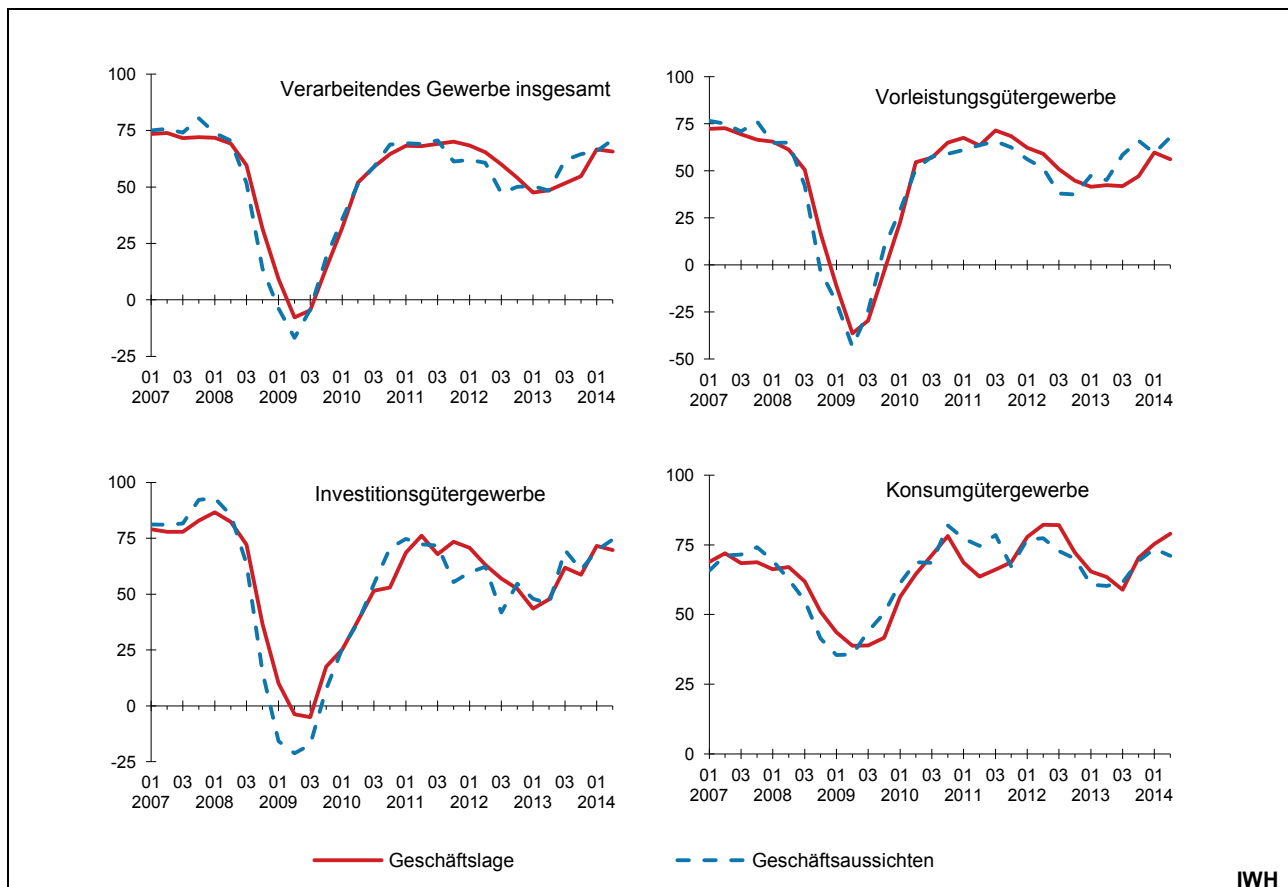 Verarbeitendes Gewerbe insgesamt
100
75
50
25
0
-25
01 03 01 03 01 03 01 03 01 03 01 03 01 03 01
2007 2008 2009 2010 2011 2012 2013 2014
Vorleistungsgütergewerbe
100
75
50
25
0
-25
-50
01 03 01 03 01 03 01 03 01 03 01 03 01 03 01
2007 2008 2009 2010 2011 2012 2013 2014
Investitionsgütergewerbe
100
75
50
25
0
-25
01 03 01 03 01 03 01 03 01 03 01 03 01 03 01
2007 2008 2009 2010 2011 2012 2013 2014
Konsumgütergewerbe
100
75
50
25
0
01 03 01 03 01 03 01 03 01 03 01 03 01 03 01
2007 2008 2009 2010 2011 2012 2013 2014
Geschäftslage Geschäftsaussichten
IWH